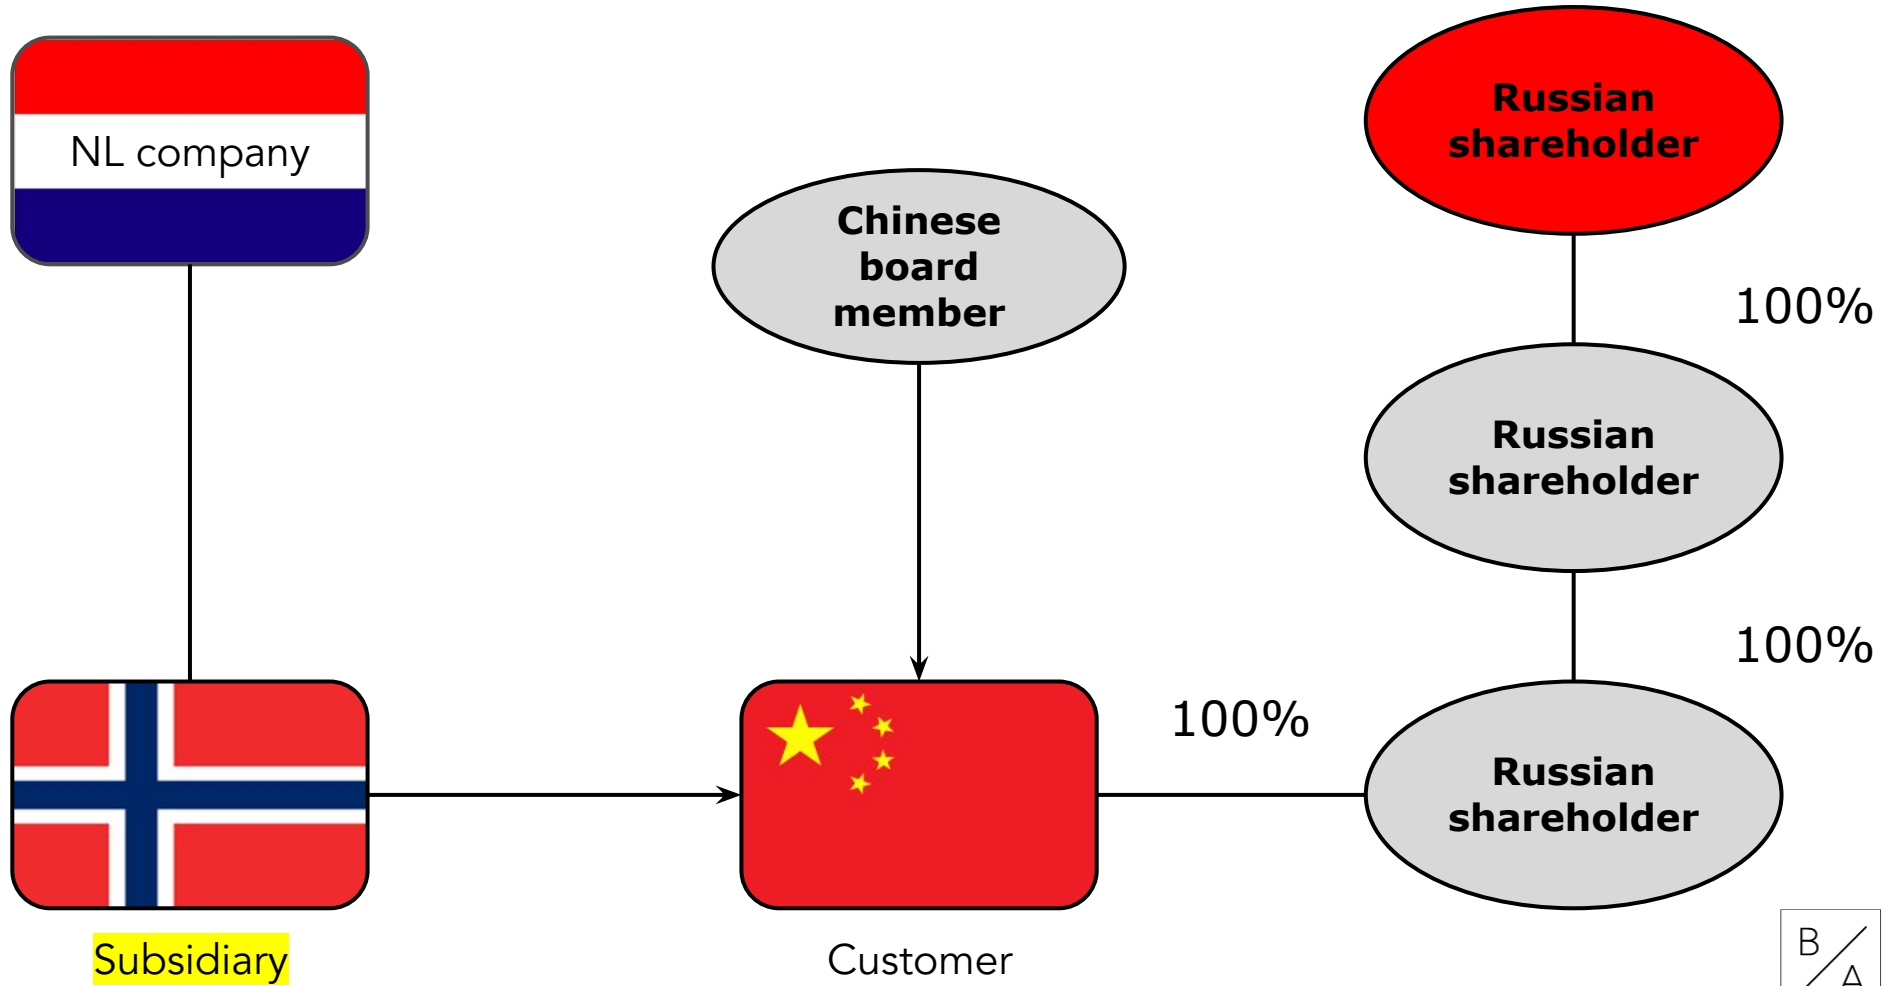 NL company
Chinese
board
member
Russian
shareholder
100%
Russian
shareholder
100%
100%
Russian
shareholder
Subsidiary
Customer
B
A